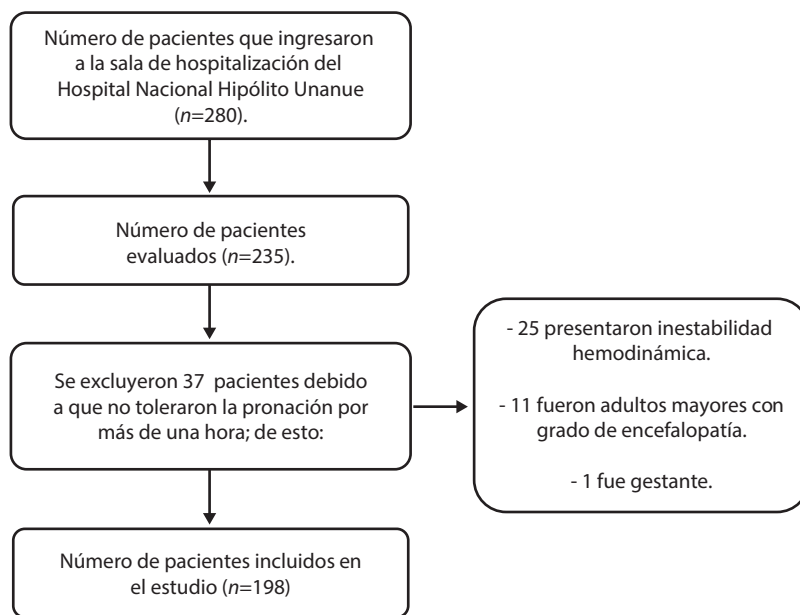 Número de pacientes que ingresaron
a la sala de hospitalización del
Hospital Nacional Hipólito Unanue
(n=280).
Número de pacientes
evaluados (n=235).
Se excluyeron 37 pacientes debido
a que no toleraron la pronación por
más de una hora; de esto:
- 25 presentaron inestabilidad
hemodinámica.
- 11 fueron adultos mayores con
grado de encefalopatía.
- 1 fue gestante.
Número de pacientes incluidos en
el estudio (n=198)